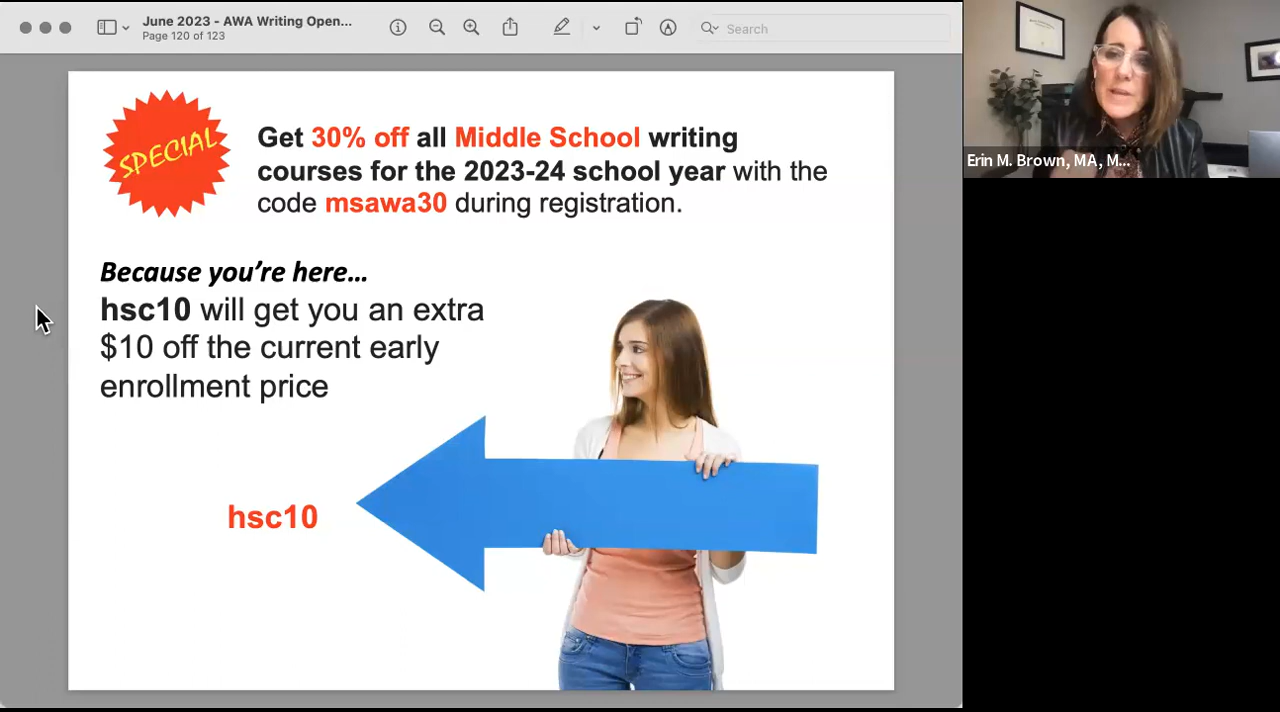 June 2023 - AWA Writing Open...
Page 120 of 123
Search
SPECIAL
Get 30% off all Middle School writing
courses for the 2023-24 school year with the
code msawa30 during registration.
Because you're here...
hsc10 will get you an extra
$10 off the current early
enrollment price
hsc10
Erin M. Brown, MA, M...